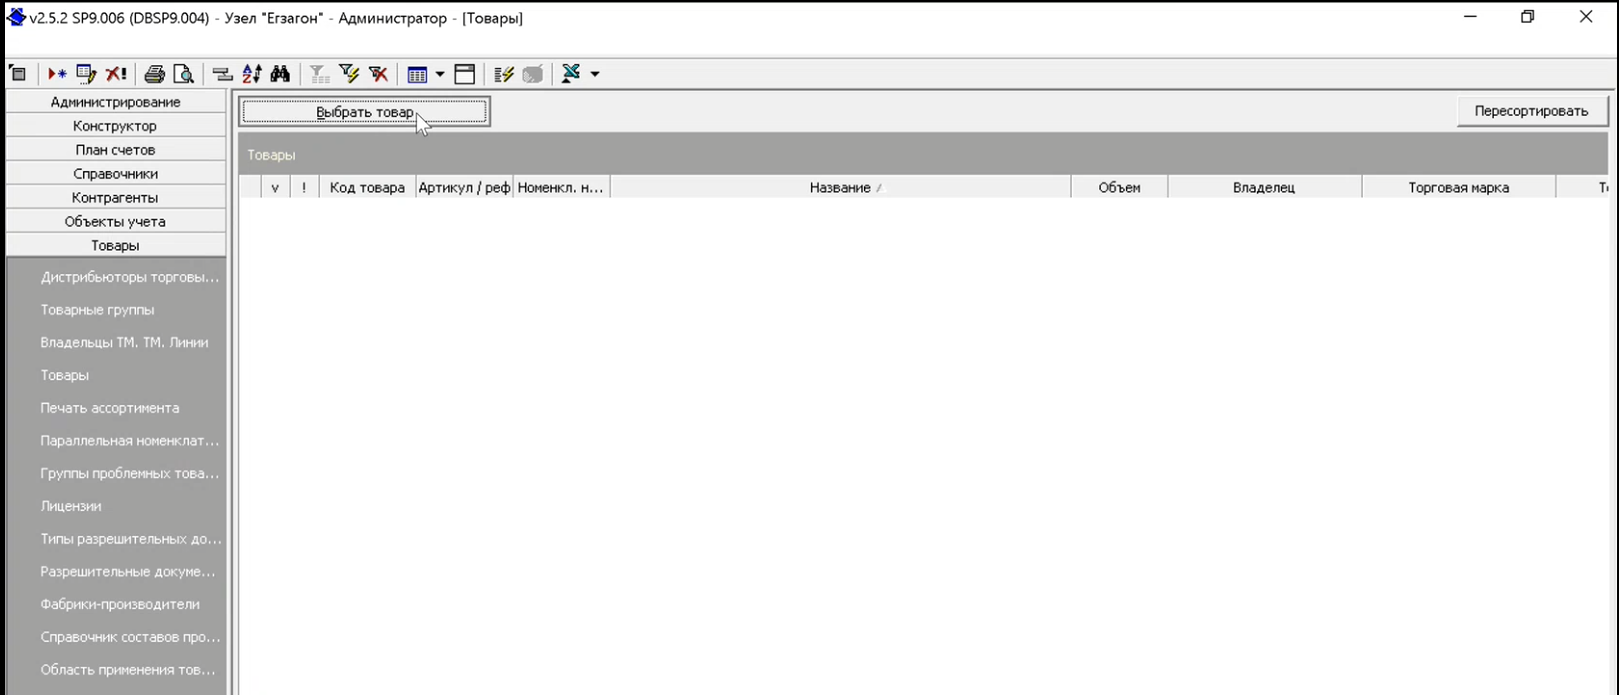 v2.5.2 SP9.006 (DBSP9.004) - Узел "Егзагон" - Администратор - [Товары]
Администрирование
Конструктор
План счетов
Справочники
Контрагенты
Объекты учета
Товары
Дистрибьюторы торговы...
Товарные группы
Владельцы ТМ. ТМ. Линии
Товары
Печать ассортимента
Параллельная номенклат...
Группы проблемных това...
Лицензии
Типы разрешительных до...
Разрешительные докуме...
Фабрики-производители
Справочник составов про...
Область применения тов...
Выбрать товар
Пересортировать
Товары
v ! Код товара Артикул / реф Номенкл. н... Название Объем Владелец Торговая марка